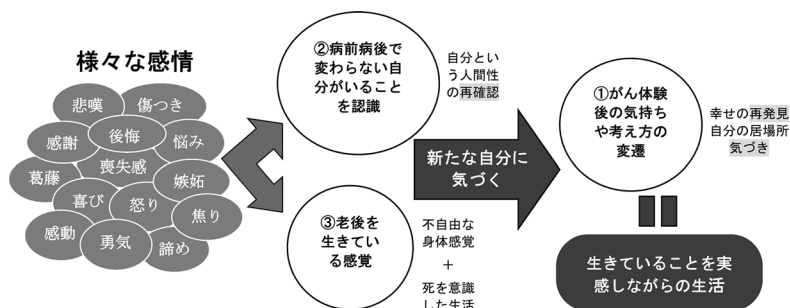 様々な感情
悲嘆
傷つき
感謝
後悔
悩み
喪失感
葛藤
嫉妬
喜び
怒り
焦り
感動
勇気
諦め
②病前病後で
変わらない自
分がいること
を認識
自分とい
う人間性
の再確認
③老後を
生きてい
る感覚
不自由な
身体感覚
+
死を意識
した生活
新たな自分に
気づく
①がん体験
後の気持ち
や考え方の
変遷
幸せの再発見
自分の居場所
気づき
生きていることを実
感しながらの生活